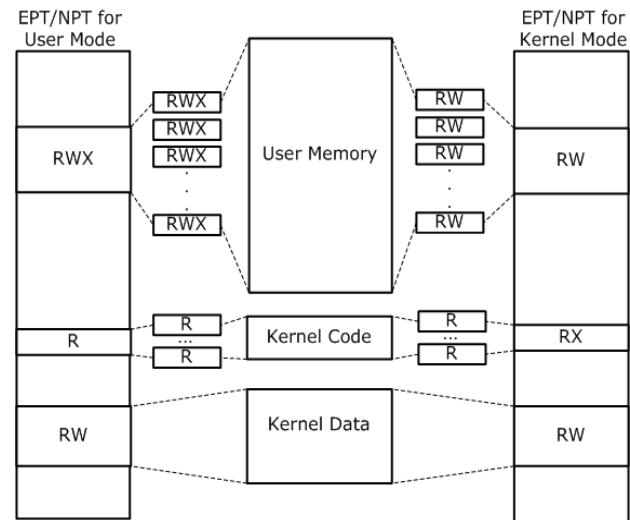 EPT/NPT for
User Mode
EPT/NPT for
Kernel Mode
RWX
RWX
RWX
RWX
.
.
.
RWX
User Memory
RW
RW
RW
.
.
.
RW
RW
R
R
...
R
Kernel Code
R
...
R
RX
RW
Kernel Data
RW